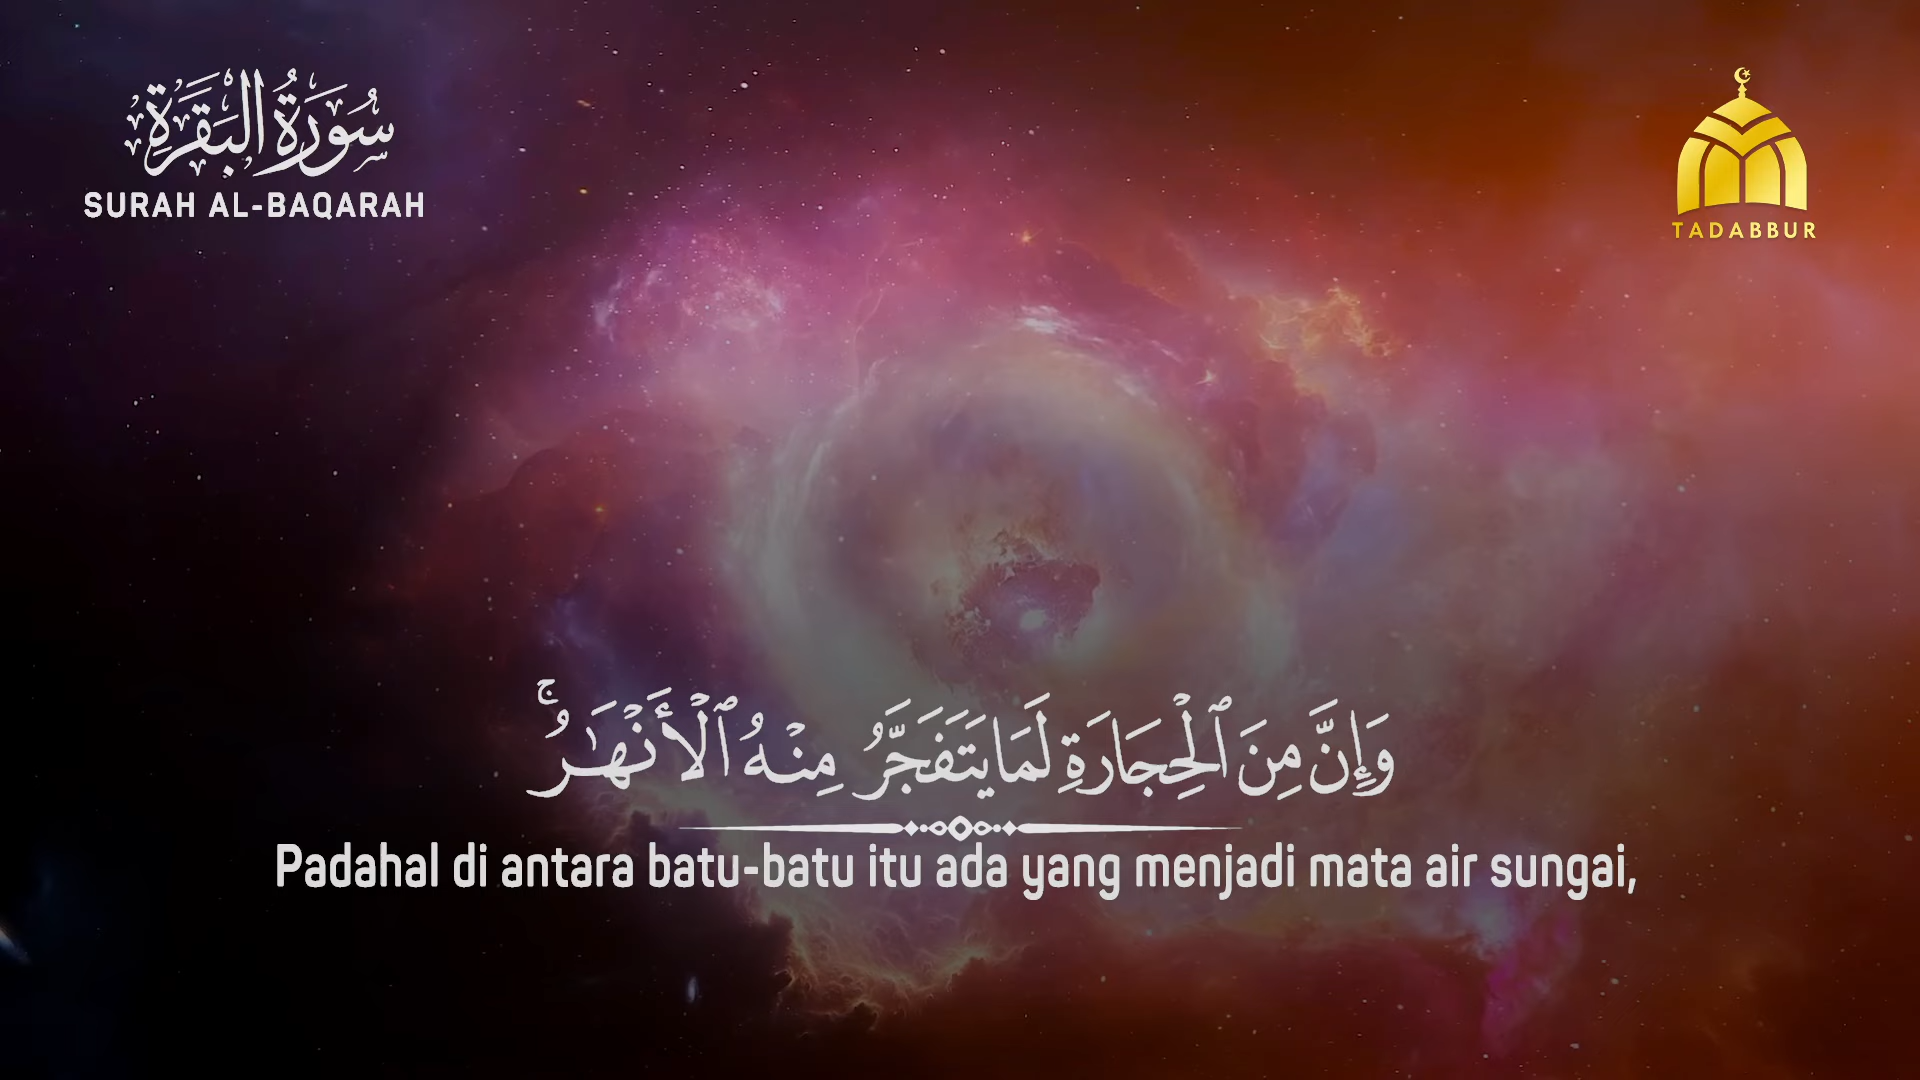 سُورَةُ الْبَقَرَةِ
SURAH AL-BAQARAH
TADABBUR
وَإِنَّ مِنَ ٱلْحِجَارَةِ لَمَا يَتَفَجَّرُ مِنْهُ ٱلْأَنْهَـٰرُ ۚ
Padahal di antara batu-batu itu ada yang menjadi mata air sungai,